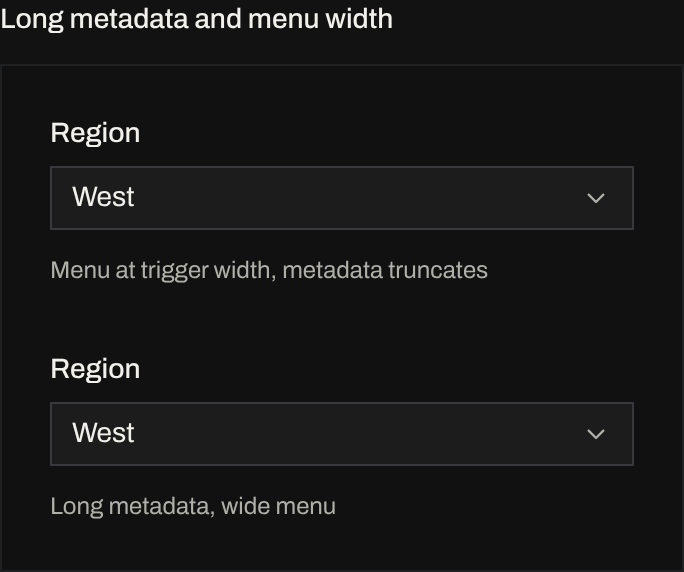 Long metadata and menu width
Region
West
Menu at trigger width, metadata truncates
Region
West
Long metadata, wide menu